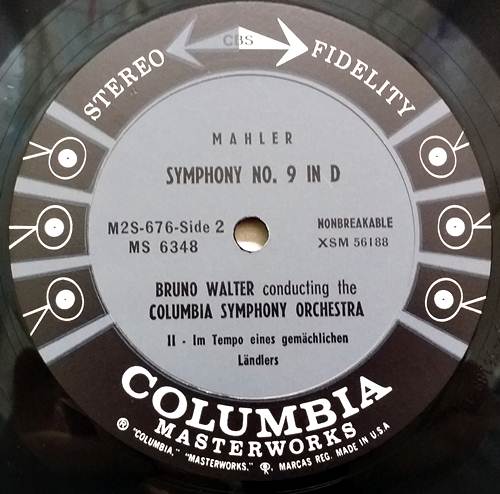 CBS
STEREO FIDELITY
MAHLER
SYMPHONY NO. 9 IN D
M2S-676-Side 2
MS 6348
NONBREAKABLE
XSM 56188
BRUNO WALTER conducting the
COLUMBIA SYMPHONY ORCHESTRA
II - Im Tempo eines gemächlichen
Ländlers
COLUMBIA
MASTERWORKS
® "COLUMBIA," "MASTERWORKS," MARCAS REG. MADE IN U.S.A